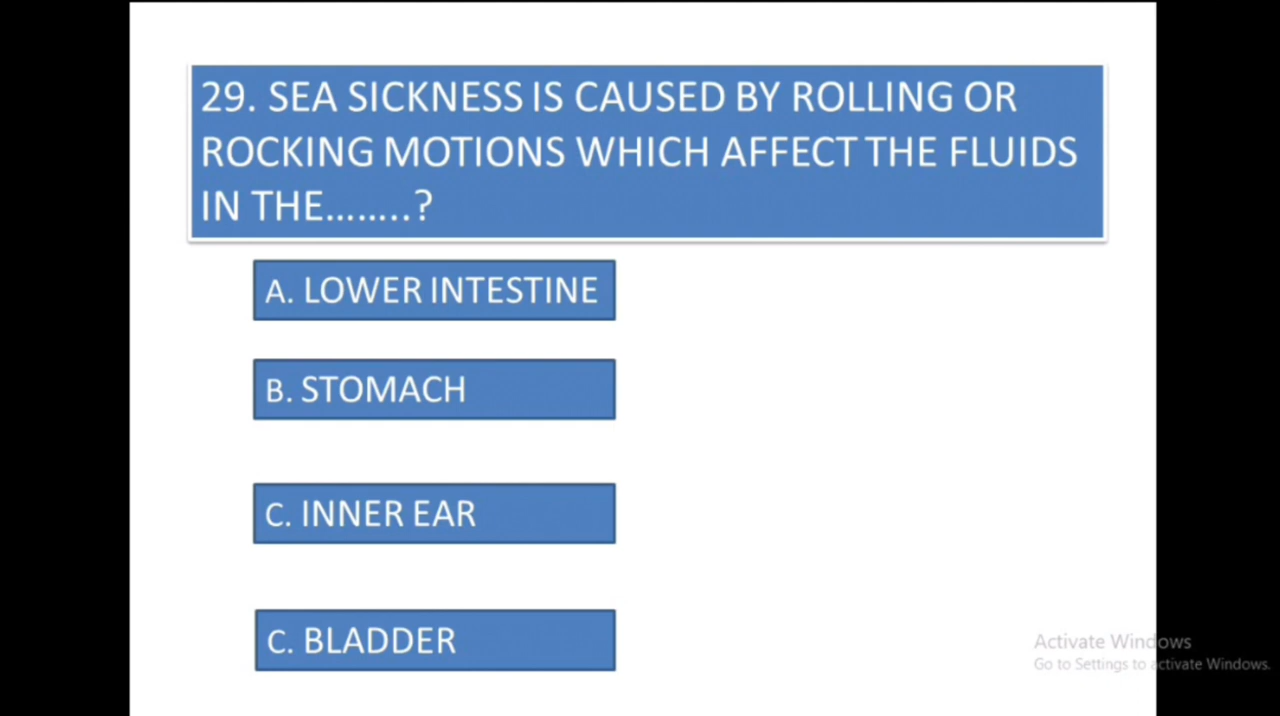 29. SEA SICKNESS IS CAUSED BY ROLLING OR
ROCKING MOTIONS WHICH AFFECT THE FLUIDS
IN THE........?
A. LOWER INTESTINE
B. STOMACH
C. INNER EAR
C. BLADDER
Activate Windows
Go to Settings to activate Windows.